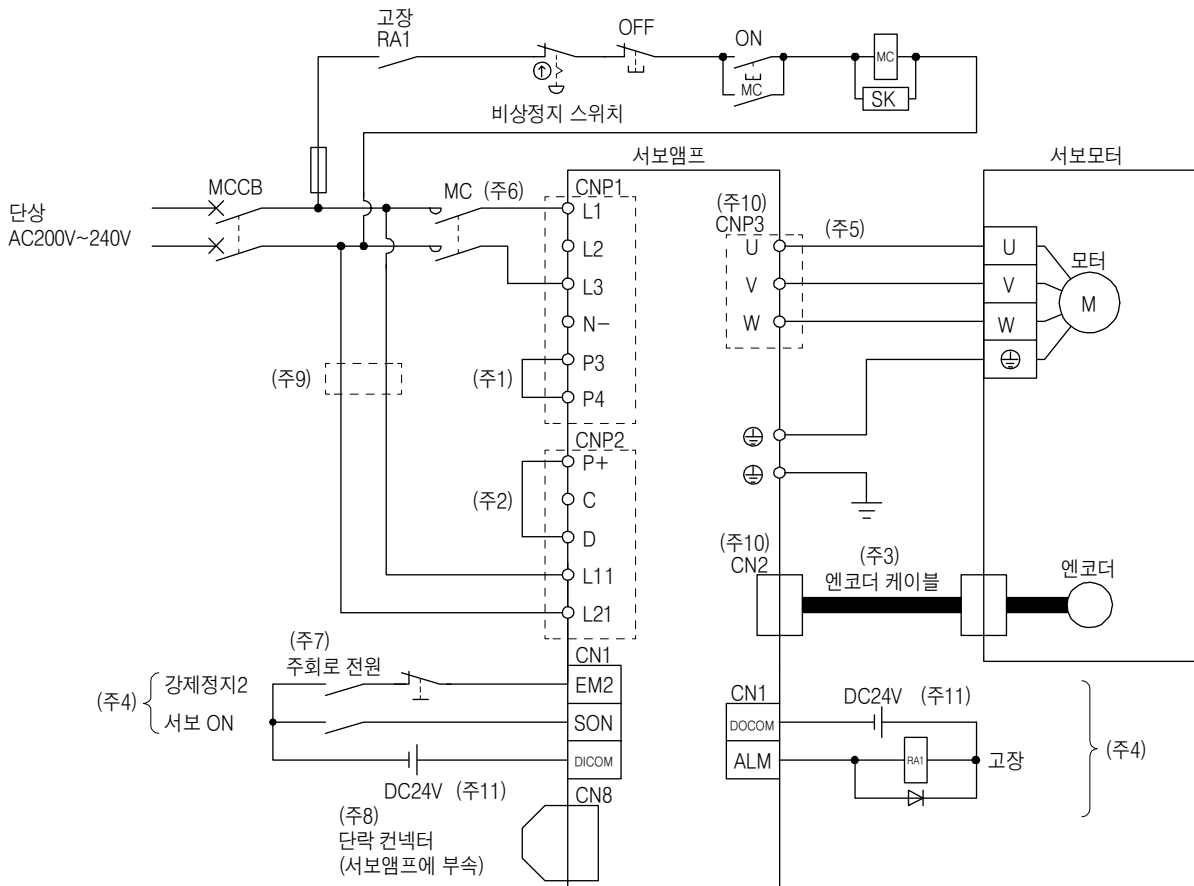 고장
RA1
OFF
ON
MC
MC
SK
비상정지 스위치
서보앰프
서보모터
MCCB
MC
(주6)
CNP1
단상
AC200V~240V
L1
L2
L3
N−
P3
P4
(주1)
(주9)
(주10)
CNP3
U
V
W
(주5)
U
V
W
모터
M
CNP2
P+
C
D
L11
L21
(주2)
(주10)
CN2
(주3)
엔코더 케이블
엔코더
(주7)
주회로 전원
CN1
(주4)
강제정지2
EM2
서보 ON
SON
DICOM
DC24V (주11)
CN1
DC24V (주11)
DOCOM
ALM
RA1
고장
(주4)
CN8
(주8)
단락 컨넥터
(서보앰프에 부속)